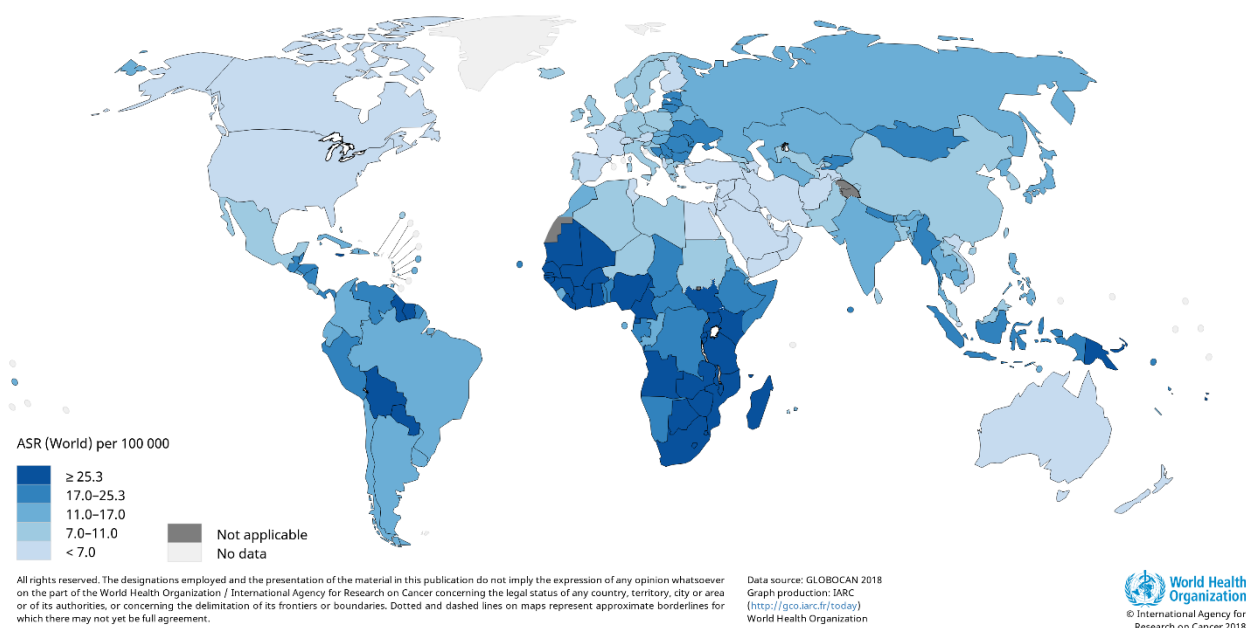 ASR (World) per 100 000
≥ 25.3
17.0–25.3
11.0–17.0
7.0–11.0
< 7.0
Not applicable
No data
All rights reserved. The designations employed and the presentation of the material in this publication do not imply the expression of any opinion whatsoever
on the part of the World Health Organization / International Agency for Research on Cancer concerning the legal status of any country, territory, city or area
or of its authorities, or concerning the delimitation of its frontiers or boundaries. Dotted and dashed lines on maps represent approximate borderlines for
which there may not yet be full agreement.
Data source: GLOBOCAN 2018
Graph production: IARC
(http://gco.iarc.fr/today)
World Health Organization
World Health
Organization
© International Agency for
Research on Cancer 2018